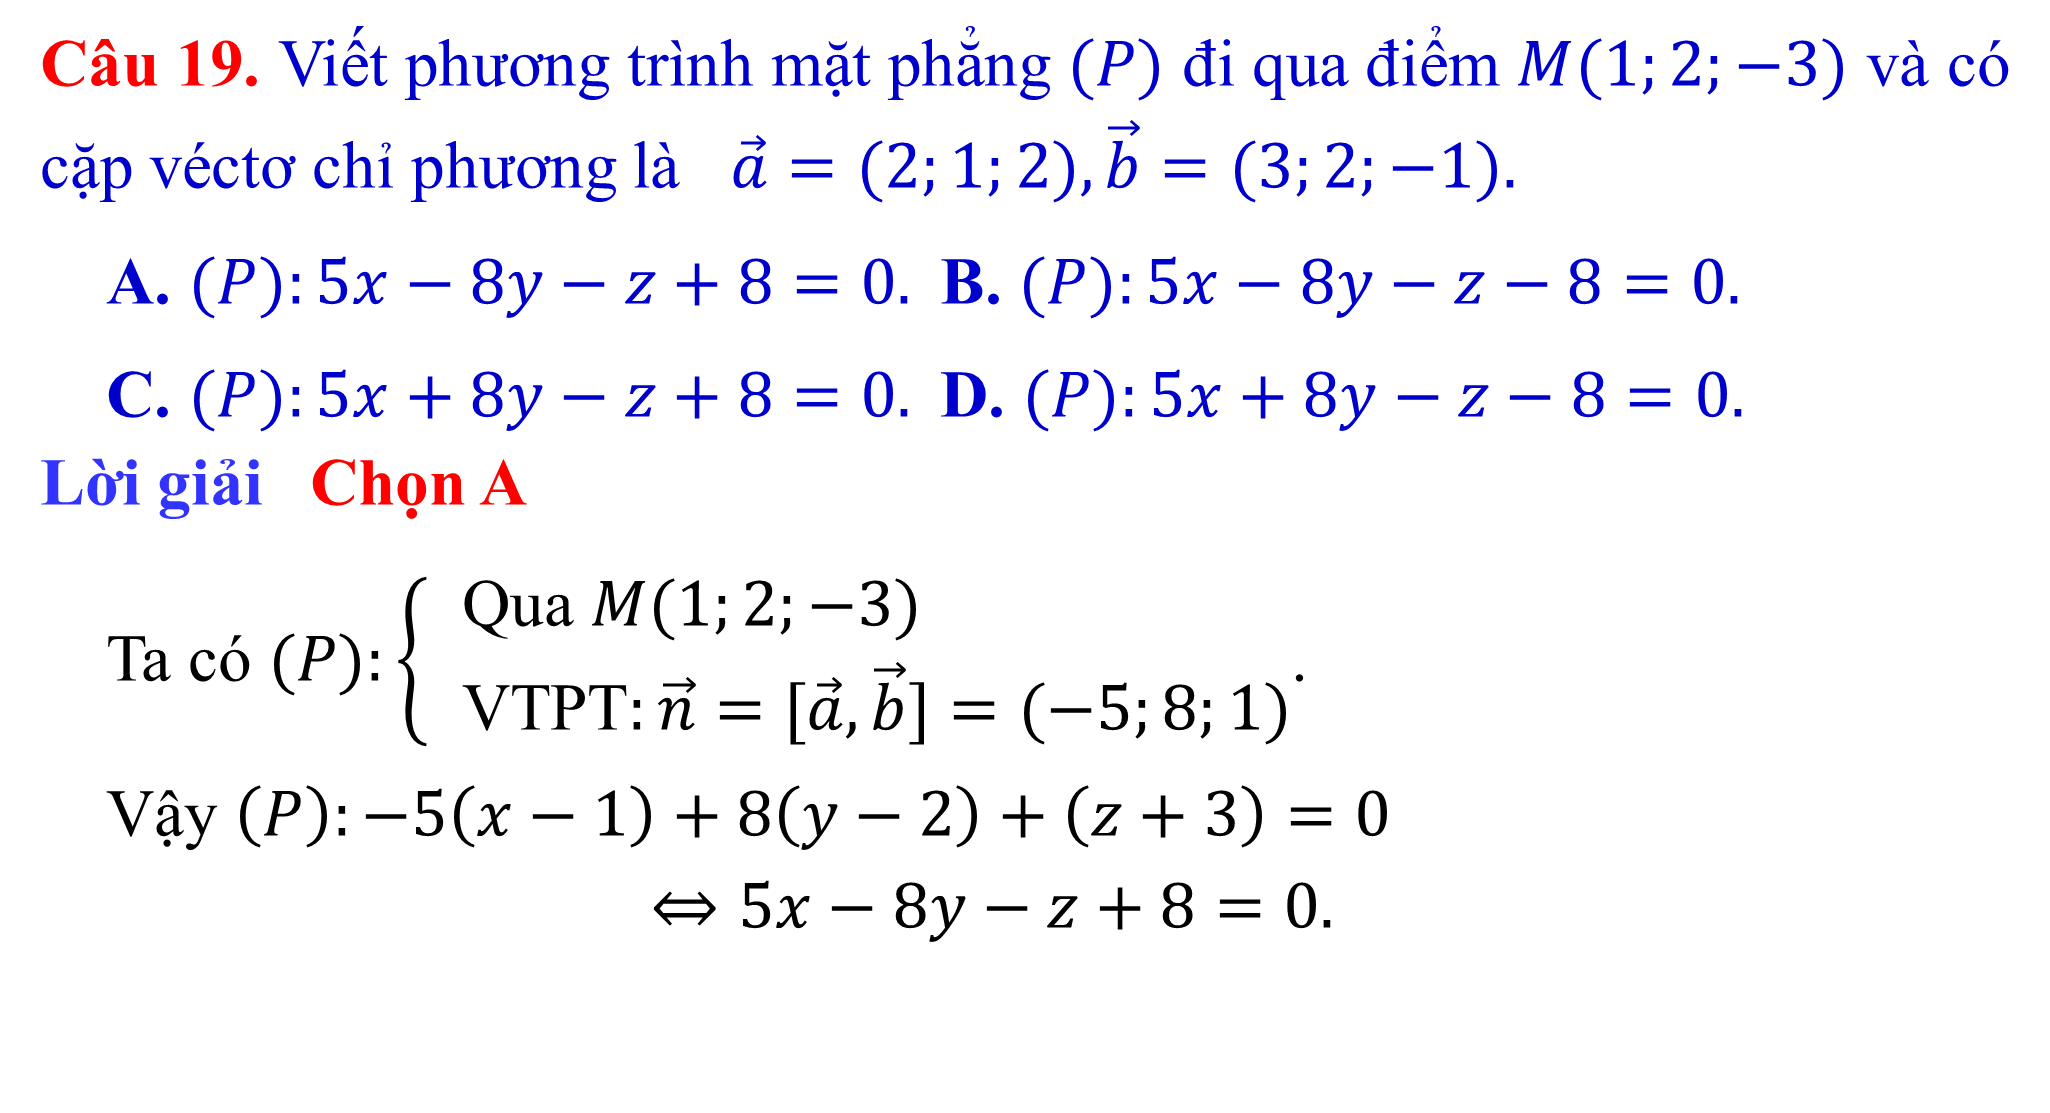 Câu 19. Viết phương trình mặt phẳng (P) đi qua điểm M(1; 2; −3) và có
cặp véctơ chỉ phương là a⃗ = (2; 1; 2), b⃗ = (3; 2; −1).
A. (P): 5x − 8y − z + 8 = 0. B. (P): 5x − 8y − z − 8 = 0.
C. (P): 5x + 8y − z + 8 = 0. D. (P): 5x + 8y − z − 8 = 0.
Lời giải Chọn A
Ta có (P): { Qua M(1; 2; −3)
VTPT: n⃗ = [a⃗, b⃗] = (−5; 8; 1) .
Vậy (P): −5(x − 1) + 8(y − 2) + (z + 3) = 0
⇔ 5x − 8y − z + 8 = 0.